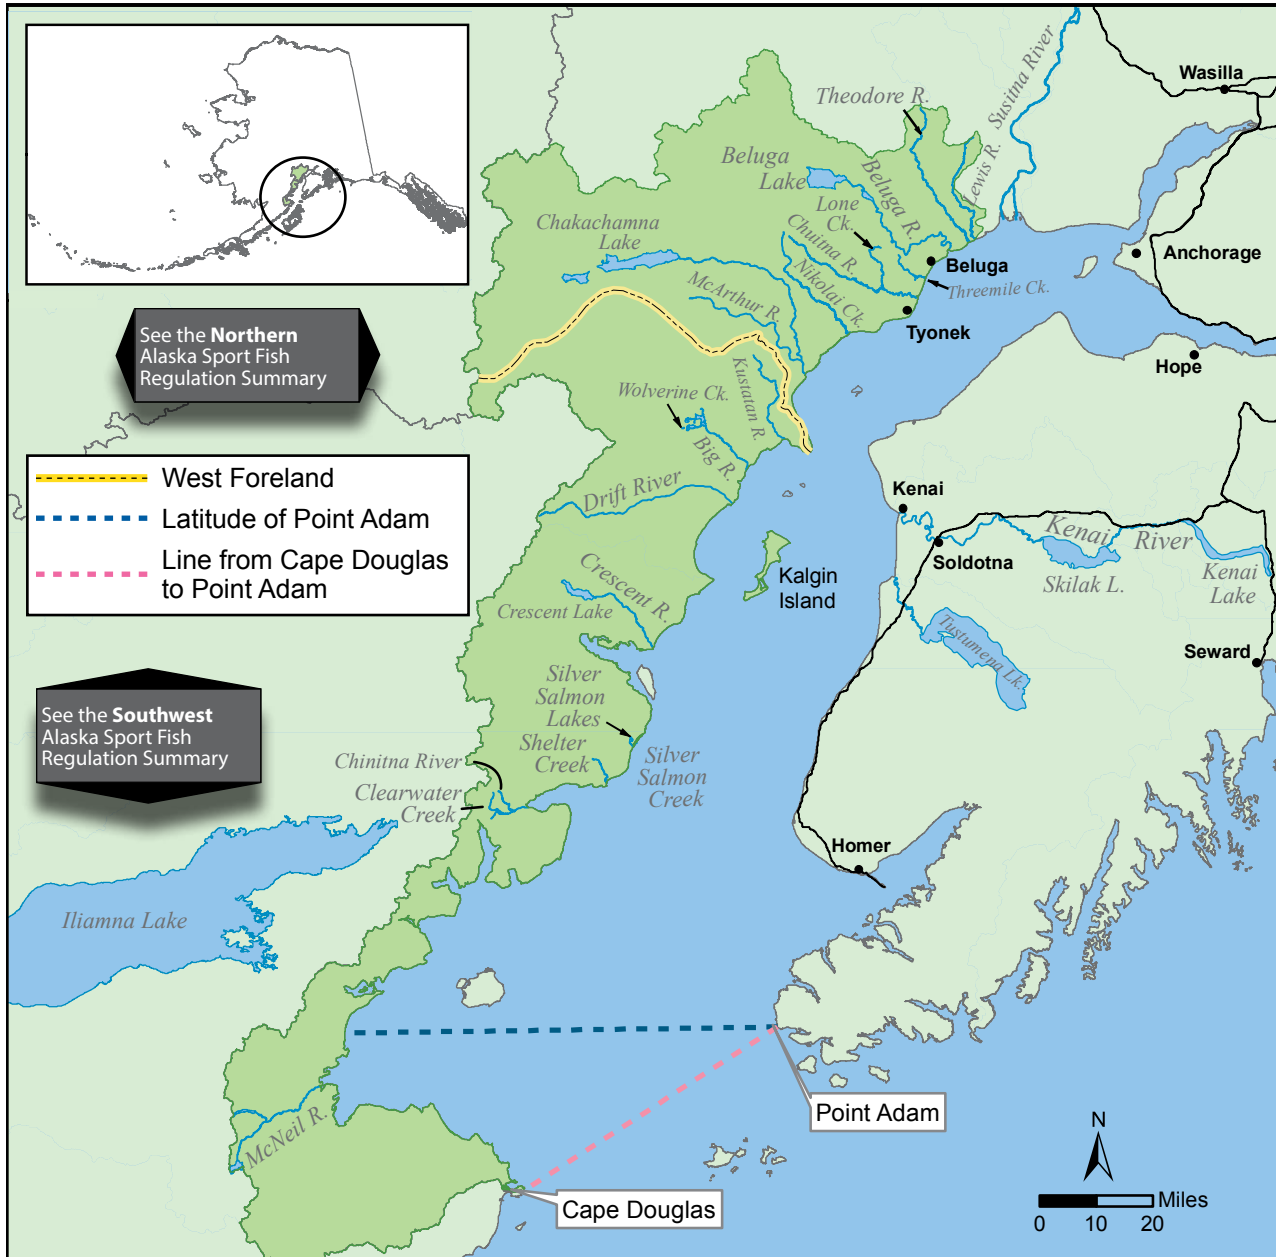 Wasilla
Susitna River
Theodore R.
Beluga
Lake
Beluga R.
Lewis R.
Lone
Ck.
Chakachamna
Lake
Chuitna R.
Nikolai Ck.
Beluga
Threemile Ck.
Anchorage
McArthur R.
Tyonek
See the Northern
Alaska Sport Fish
Regulation Summary
Hope
Kustatan R.
Wolverine Ck.
Big R.
West Foreland
Latitude of Point Adam
Line from Cape Douglas
to Point Adam
Drift River
Kenai
Soldotna
Kenai River
Skilak L.
Kenai
Lake
Kalgin
Island
Crescent R.
Crescent Lake
Tustumena Lk.
Seward
Silver
Salmon
Lakes
See the Southwest
Alaska Sport Fish
Regulation Summary
Shelter
Creek
Silver
Salmon
Creek
Chinitna River
Clearwater
Creek
Homer
Iliamna Lake
Point Adam
McNeil R.
Cape Douglas
N
Miles
0 10 20